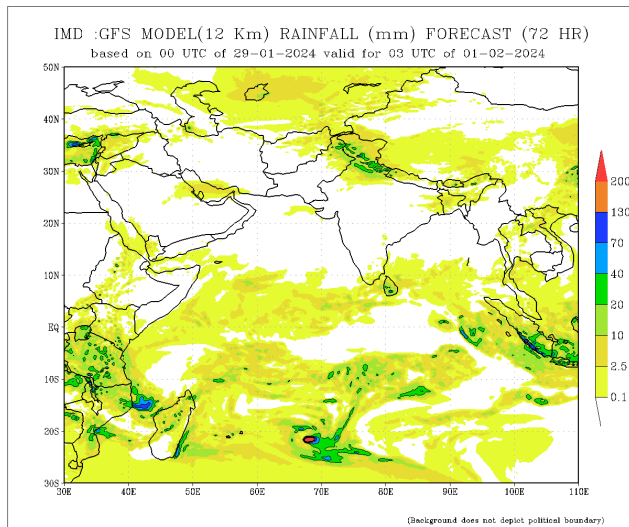 IMD :GFS MODEL(12 Km) RAINFALL (mm) FORECAST (72 HR)
based on 00 UTC of 29-01-2024 valid for 03 UTC of 01-02-2024
50N
40N
30N
20N
10N
EQ
10S
20S
30S
30E 40E 50E 60E 70E 80E 90E 100E 110E
200
130
70
40
20
10
2.5
0.1
(Background does not depict political boundary)